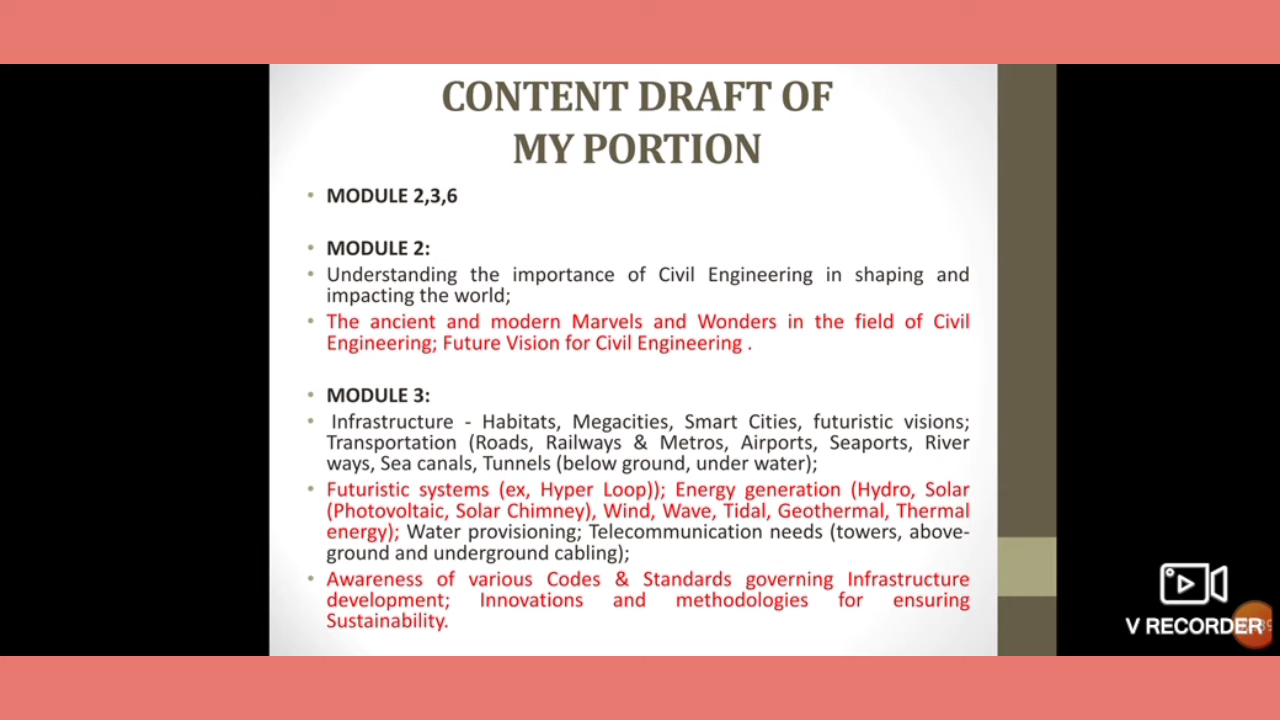 CONTENT DRAFT OF
MY PORTION
• MODULE 2,3,6
• MODULE 2:
• Understanding the importance of Civil Engineering in shaping and
impacting the world;
• The ancient and modern Marvels and Wonders in the field of Civil
Engineering; Future Vision for Civil Engineering .
• MODULE 3:
• Infrastructure - Habitats, Megacities, Smart Cities, futuristic visions;
Transportation (Roads, Railways & Metros, Airports, Seaports, River
ways, Sea canals, Tunnels (below ground, under water);
• Futuristic systems (ex, Hyper Loop)); Energy generation (Hydro, Solar
(Photovoltaic, Solar Chimney), Wind, Wave, Tidal, Geothermal, Thermal
energy); Water provisioning; Telecommunication needs (towers, above-
ground and underground cabling);
• Awareness of various Codes & Standards governing Infrastructure
development; Innovations and methodologies for ensuring
Sustainability.
V RECORDER